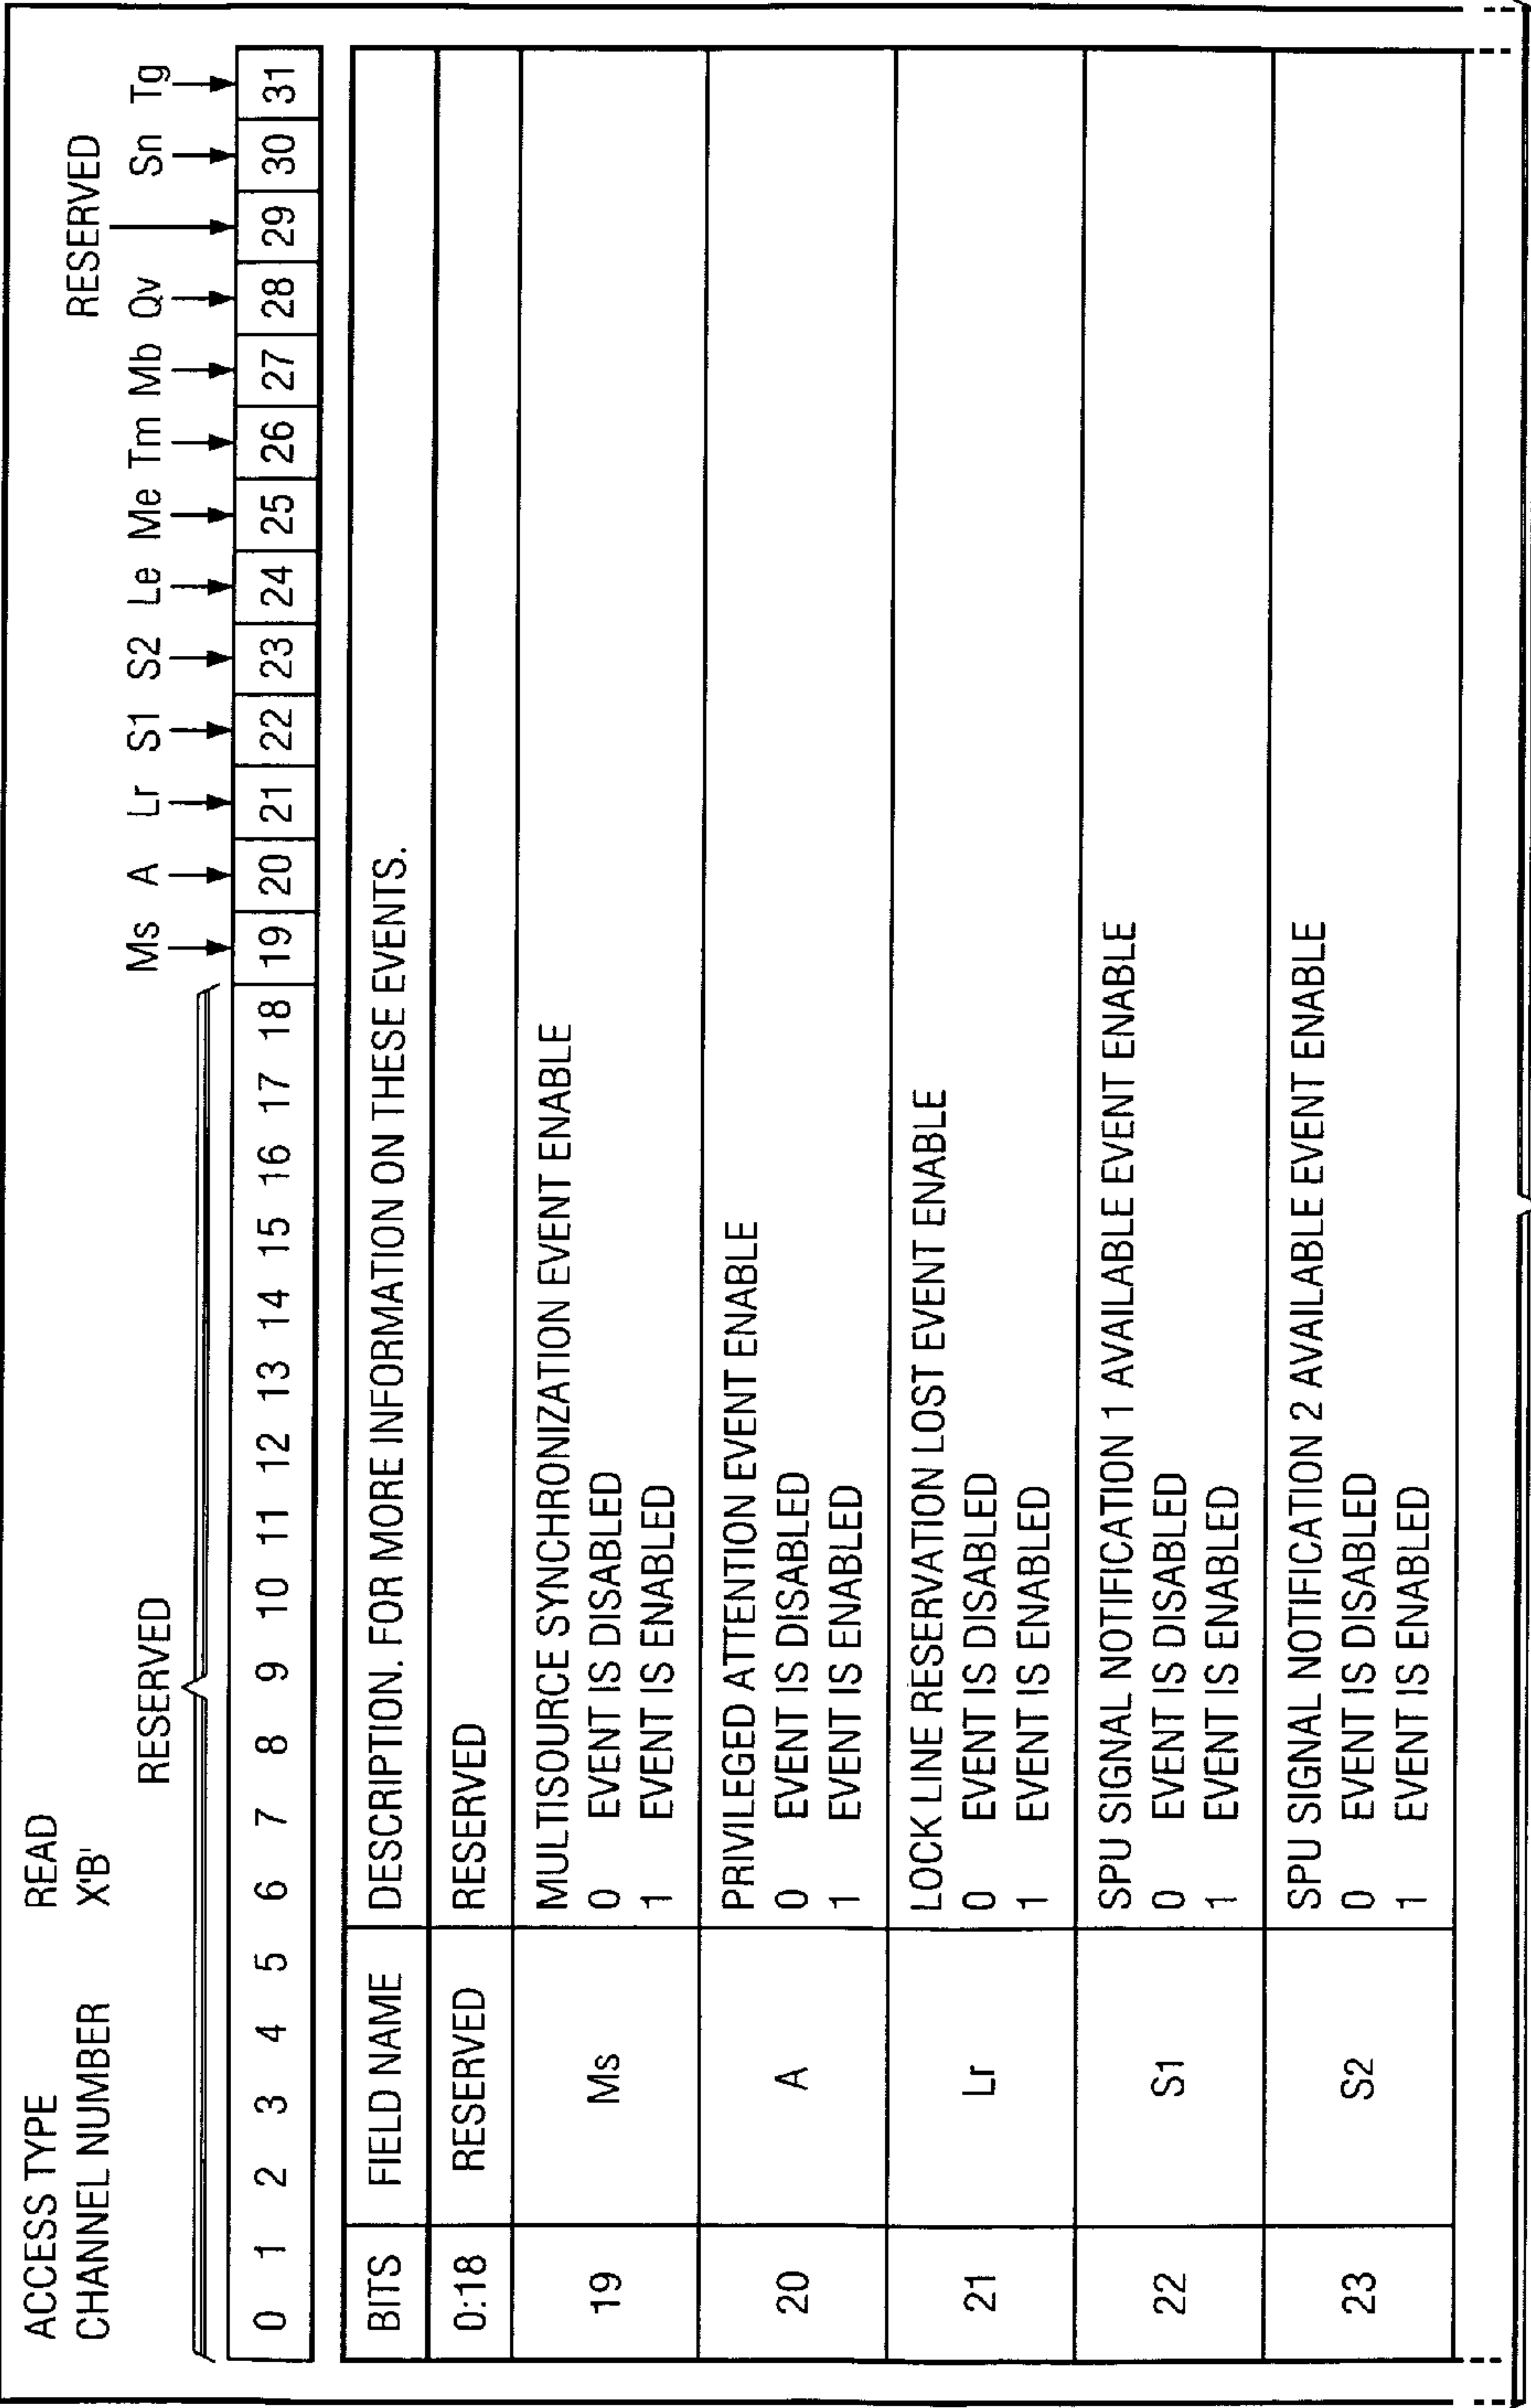 ACCESS TYPE READ
CHANNEL NUMBER X'B'
RESERVED
RESERVED
Ms A Lr S1 S2 Le Me Tm Mb Qv Sn Tg
0 1 2 3 4 5 6 7 8 9 10 11 12 13 14 15 16 17 18 19 20 21 22 23 24 25 26 27 28 29 30 31
BITS FIELD NAME DESCRIPTION. FOR MORE INFORMATION ON THESE EVENTS.
0:18 RESERVED RESERVED
19 Ms MULTISOURCE SYNCHRONIZATION EVENT ENABLE
0 EVENT IS DISABLED
1 EVENT IS ENABLED
20 A PRIVILEGED ATTENTION EVENT ENABLE
0 EVENT IS DISABLED
1 EVENT IS ENABLED
21 Lr LOCK LINE RESERVATION LOST EVENT ENABLE
0 EVENT IS DISABLED
1 EVENT IS ENABLED
22 S1 SPU SIGNAL NOTIFICATION 1 AVAILABLE EVENT ENABLE
0 EVENT IS DISABLED
1 EVENT IS ENABLED
23 S2 SPU SIGNAL NOTIFICATION 2 AVAILABLE EVENT ENABLE
0 EVENT IS DISABLED
1 EVENT IS ENABLED